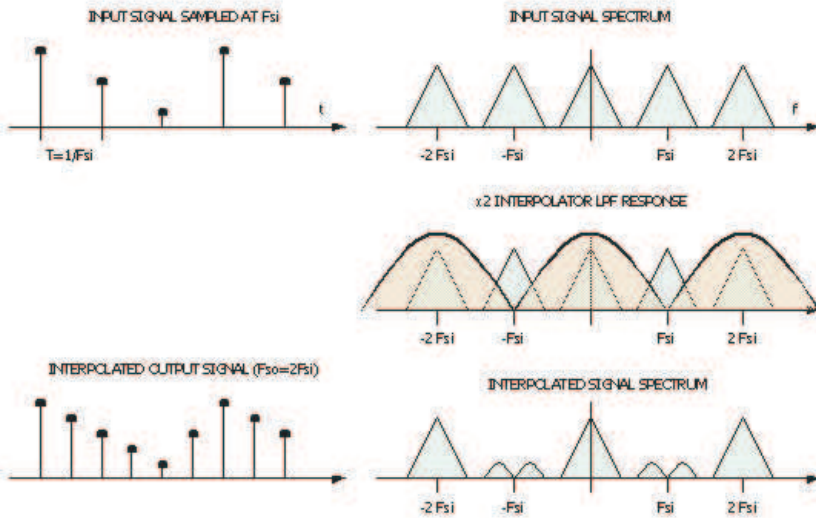 INPUT SIGNAL SAMPLED AT Fsi
INPUT SIGNAL SPECTRUM
t
f
T=1/Fsi
-2 Fsi
-Fsi
Fsi
2 Fsi
x2 INTERPOLATOR LPF RESPONSE
-2 Fsi
-Fsi
Fsi
2 Fsi
INTERPOLATED OUTPUT SIGNAL (Fso=2Fsi)
INTERPOLATED SIGNAL SPECTRUM
-2 Fsi
-Fsi
Fsi
2 Fsi